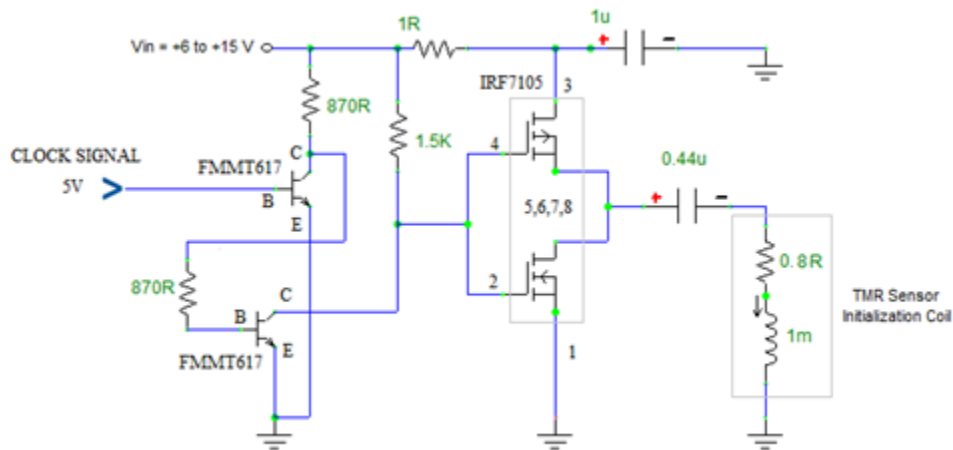 1R
1u
+
-
Vin = +6 to +15 V
870R
1.5K
IRF7105
3
CLOCK SIGNAL
5V
FMMT617
C
B
E
4
0.44u
+
-
5,6,7,8
870R
C
B
E
FMMT617
2
1
0.8R
1m
TMR Sensor
Initialization Coil